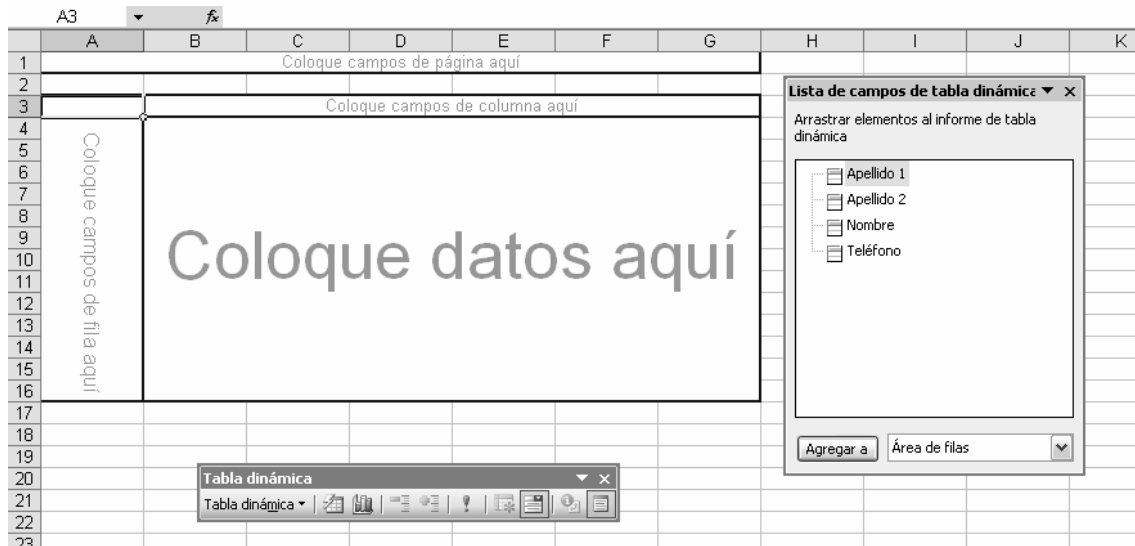 A3 fx
A B C D E F G H I J K
1 Coloque campos de página aquí
2
3 Coloque campos de columna aquí
4
5
6
7
8
9
10
11
12
13
14
15
16
17
18
19
20
21
22
23
Coloque campos de fila aquí
Coloque datos aquí
Lista de campos de tabla dinámica
Arrastrar elementos al informe de tabla
dinámica
Apellido 1
Apellido 2
Nombre
Teléfono
Agregar a Área de filas
Tabla dinámica
Tabla dinámica